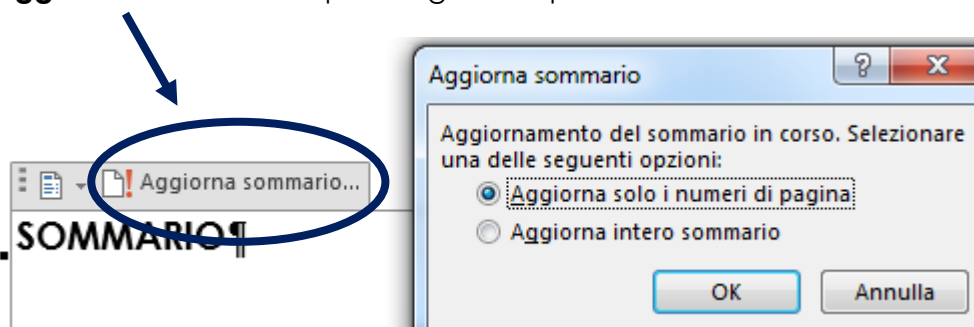 Aggiorna sommario...
SOMMARIO¶
Aggiorna sommario
Aggiornamento del sommario in corso. Selezionare
una delle seguenti opzioni:
Aggiorna solo i numeri di pagina
Aggiorna intero sommario
OK
Annulla